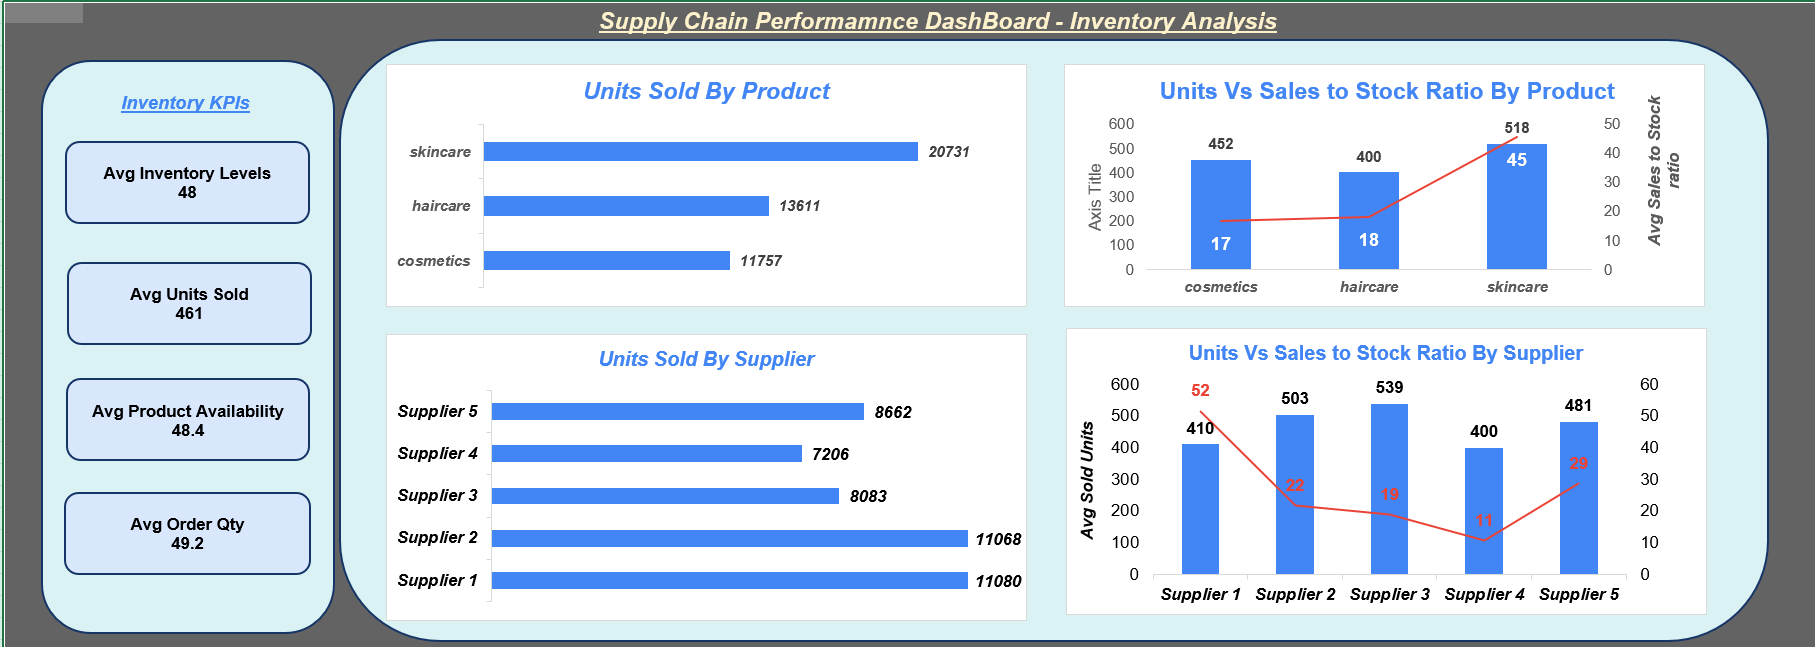 Supply Chain Performamnce DashBoard - Inventory Analysis
Inventory KPIs
Avg Inventory Levels
48
Avg Units Sold
461
Avg Product Availability
48.4
Avg Order Qty
49.2
Units Sold By Product
skincare
20731
haircare
13611
cosmetics
11757
Units Vs Sales to Stock Ratio By Product
Axis Title
600
500
400
300
200
100
0
452
400
518
17
18
45
cosmetics
haircare
skincare
50
40
30
20
10
0
Avg Sales to Stock
ratio
Units Sold By Supplier
Supplier 5
8662
Supplier 4
7206
Supplier 3
8083
Supplier 2
11068
Supplier 1
11080
Units Vs Sales to Stock Ratio By Supplier
Avg Sold Units
600
500
400
300
200
100
0
52
410
503
539
400
481
22
19
11
29
Supplier 1
Supplier 2
Supplier 3
Supplier 4
Supplier 5
60
50
40
30
20
10
0